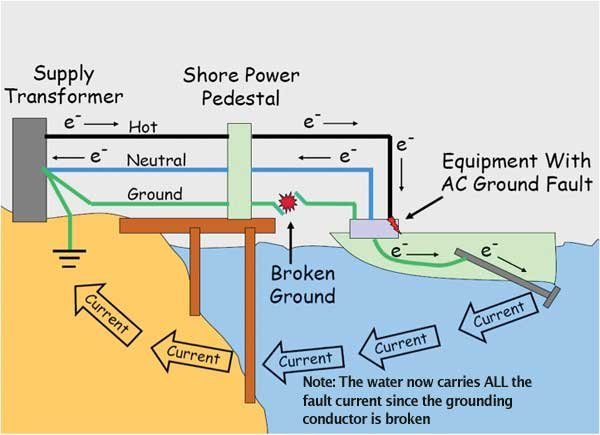 Supply
Transformer
Shore Power
Pedestal
e- Hot e- e-
e- Neutral e-
Equipment With
AC Ground Fault
Ground
Broken
Ground
e- e-
Current
Current
Current
Current
Current
Note: The water now carries ALL the
fault current since the grounding
conductor is broken